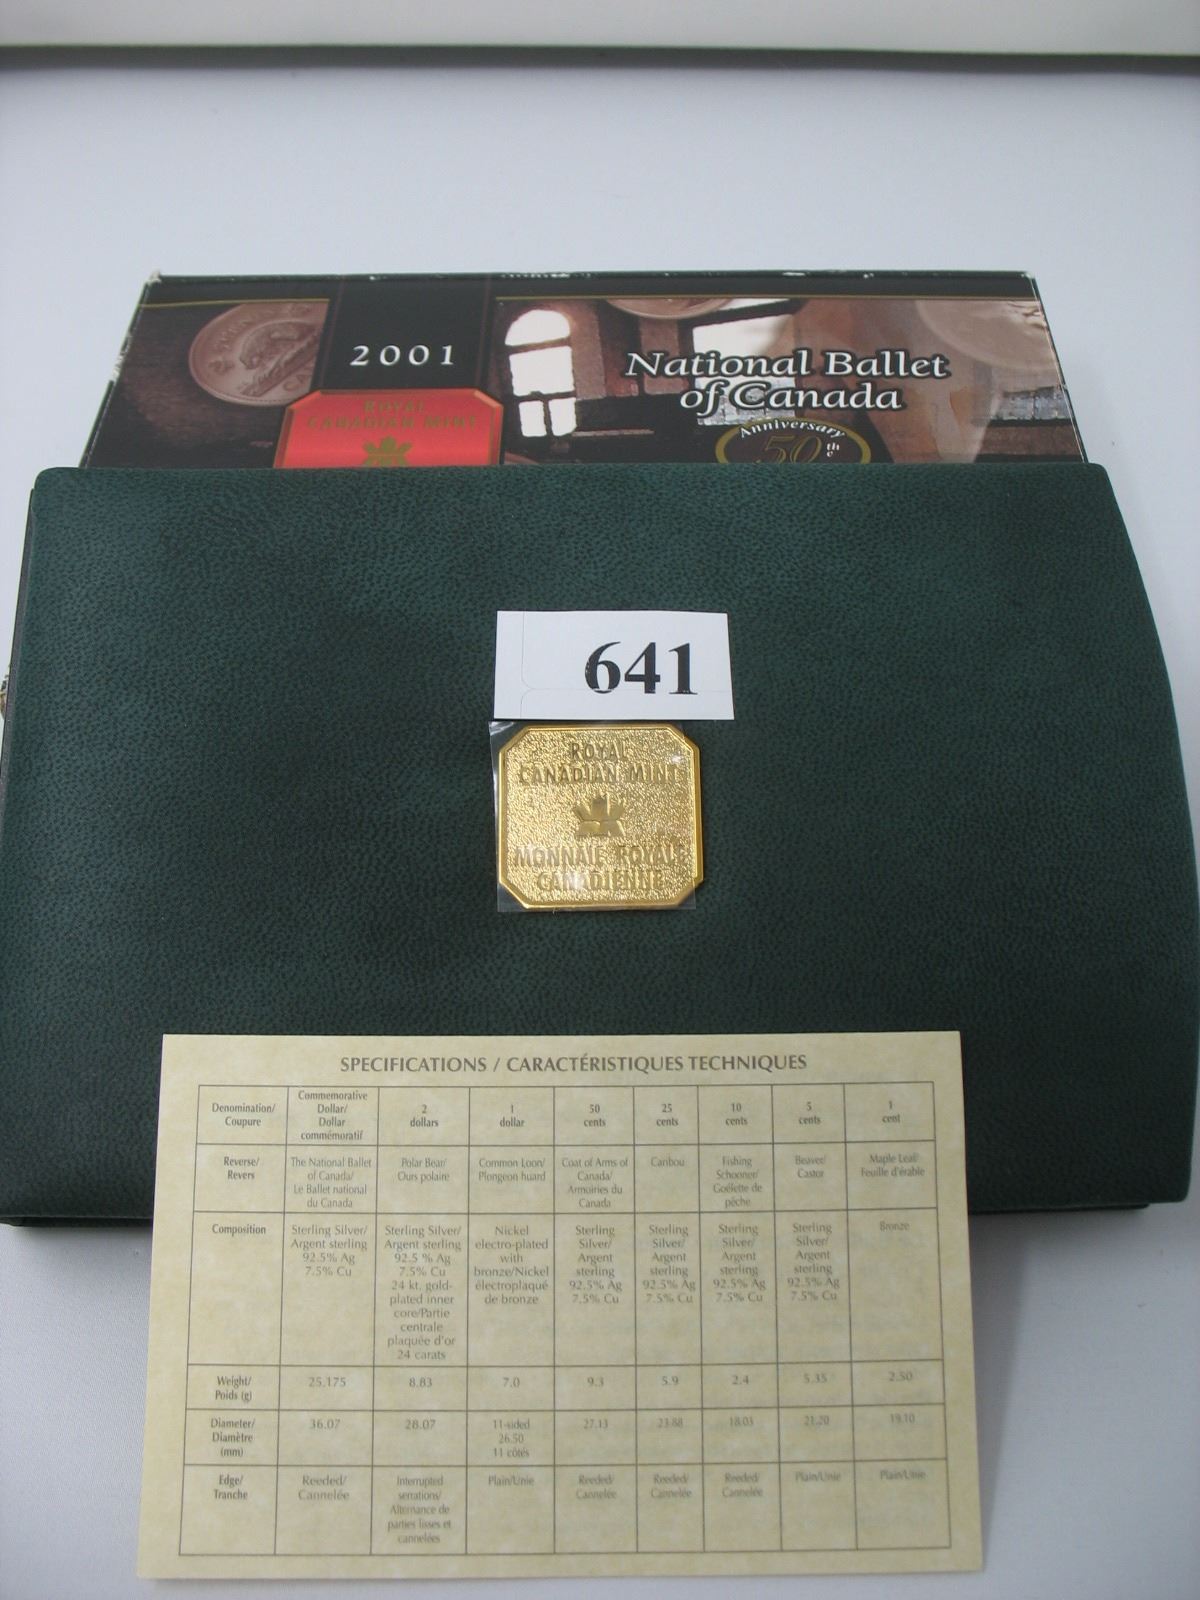 2001
National Ballet
of Canada
Anniversary
50 th
e
ROYAL
CANADIAN MINT
641
ROYAL
CANADIAN MINT
MONNAIE ROYALE
CANADIENNE
SPECIFICATIONS / CARACTÉRISTIQUES TECHNIQUES
Denomination/
Coupure
Commemorative
Dollar/
Dollar
commémoratif
2
dollars
1
dollar
50
cents
25
cents
10
cents
5
cents
1
cent
Reverse/
Revers
The National Ballet
of Canada/
Le Ballet national
du Canada
Polar Bear/
Ours polaire
Common Loon/
Plongeon huard
Coat of Arms of
Canada/
Armoiries du
Canada
Caribou
Fishing
Schooner/
Goélette de
pêche
Beaver/
Castor
Maple Leaf/
Feuille d'érable
Composition
Sterling Silver/
Argent sterling
92.5% Ag
7.5% Cu
Sterling Silver/
Argent sterling
92.5 % Ag
7.5% Cu
24 kt. gold-
plated inner
core/Partie
centrale
plaquée d'or
24 carats
Nickel
electro-plated
with
bronze/Nickel
électroplaqué
de bronze
Sterling
Silver/
Argent
sterling
92.5% Ag
7.5% Cu
Sterling
Silver/
Argent
sterling
92.5% Ag
7.5% Cu
Sterling
Silver/
Argent
sterling
92.5% Ag
7.5% Cu
Sterling
Silver/
Argent
sterling
92.5% Ag
7.5% Cu
Bronze
Weight/
Poids (g)
25.175
8.83
7.0
9.3
5.9
2.4
5.35
2.50
Diameter/
Diamètre
(mm)
36.07
28.07
11-sided
26.50
11 côtés
27.13
23.88
18.03
21.20
19.10
Edge/
Tranche
Reeded/
Cannelée
Interrupted
serrations/
Alternance de
parties lisses et
cannelées
Plain/Unie
Reeded/
Cannelée
Reeded/
Cannelée
Reeded/
Cannelée
Plain/Unie
Plain/Unie